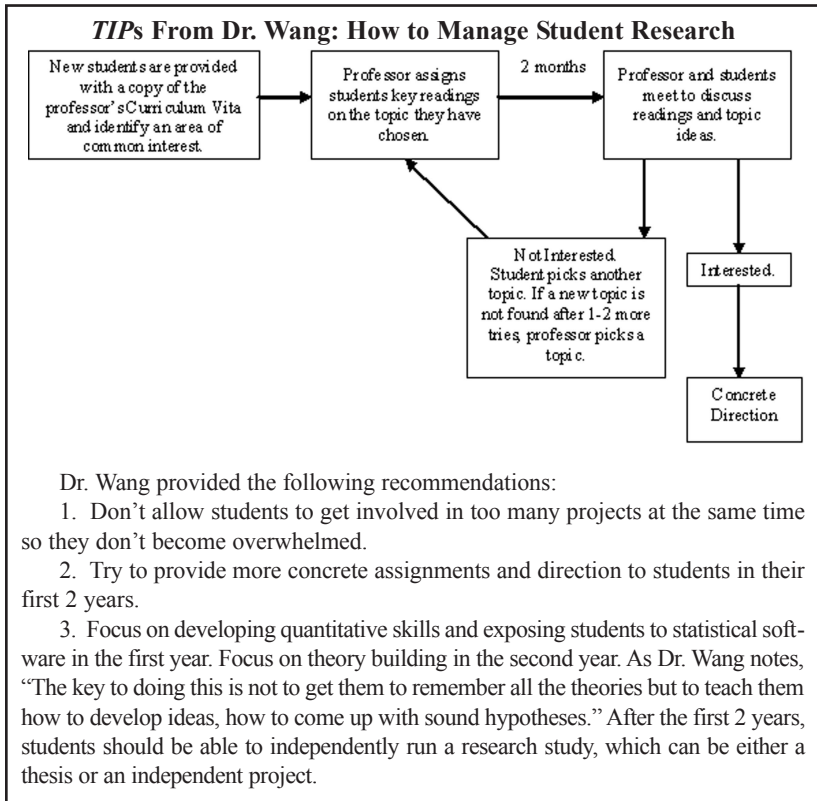 TIPs From Dr. Wang: How to Manage Student Research
New students are provided
with a copy of the
professor's Curriculum Vita
and identify an area of
common interest.
Professor assigns
students key readings
on the topic they have
chosen.
2 months
Professor and students
meet to discuss
readings and topic
ideas.
Not Interested.
Student picks another
topic. If a new topic is
not found after 1-2 more
tries, professor picks a
topic.
Interested.
Concrete
Direction
Dr. Wang provided the following recommendations:
1. Don't allow students to get involved in too many projects at the same time
so they don't become overwhelmed.
2. Try to provide more concrete assignments and direction to students in their
first 2 years.
3. Focus on developing quantitative skills and exposing students to statistical soft-
ware in the first year. Focus on theory building in the second year. As Dr. Wang notes,
“The key to doing this is not to get them to remember all the theories but to teach them
how to develop ideas, how to come up with sound hypotheses.” After the first 2 years,
students should be able to independently run a research study, which can be either a
thesis or an independent project.